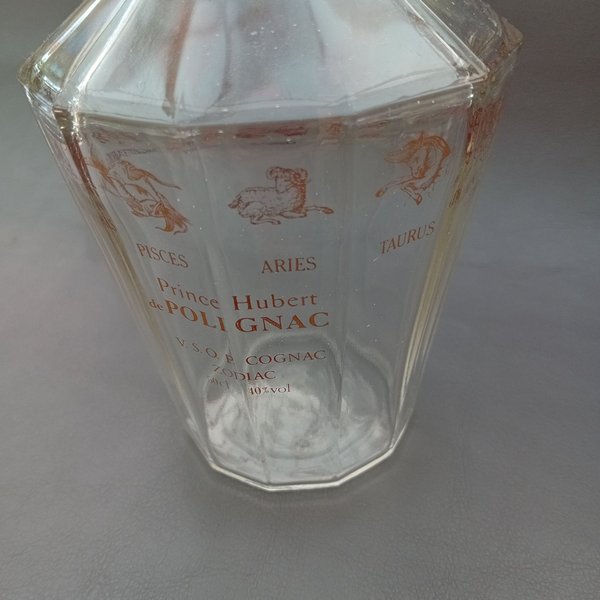 PISCES ARIES TAURUS
Prince Hubert
de POLIGNAC
V.S.O.P. COGNAC
ZODIAC
40%vol